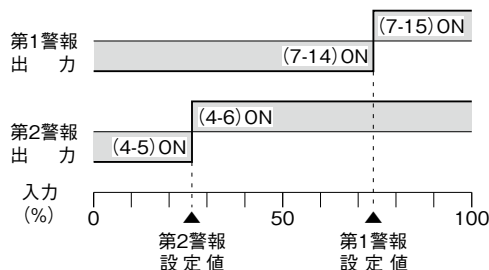 第1警報
出 力
(7-15)ON
(7-14)ON
第2警報
出 力
(4-6)ON
(4-5)ON
入力
(%)
0 50 100
第2警報
設定値
第1警報
設定値